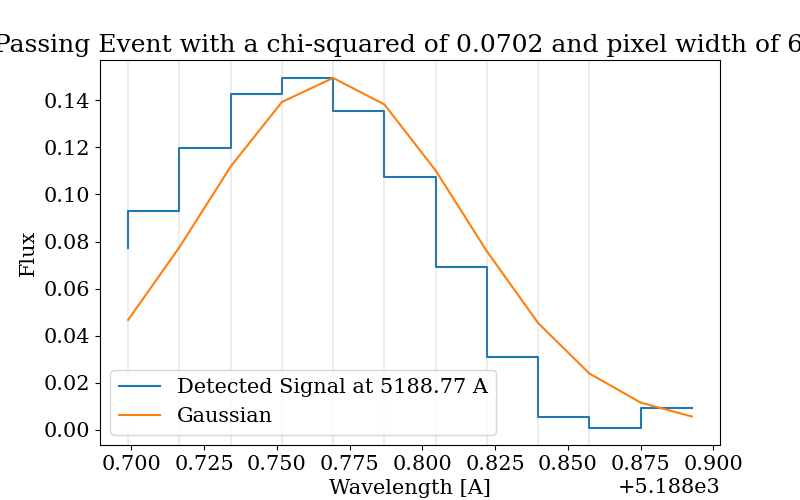 Passing Event with a chi-squared of 0.0702 and pixel width of 6
Flux
0.14
0.12
0.10
0.08
0.06
0.04
0.02
0.00
Detected Signal at 5188.77 A
Gaussian
0.700 0.725 0.750 0.775 0.800 0.825 0.850 0.875 0.900
+5.188e3
Wavelength [A]